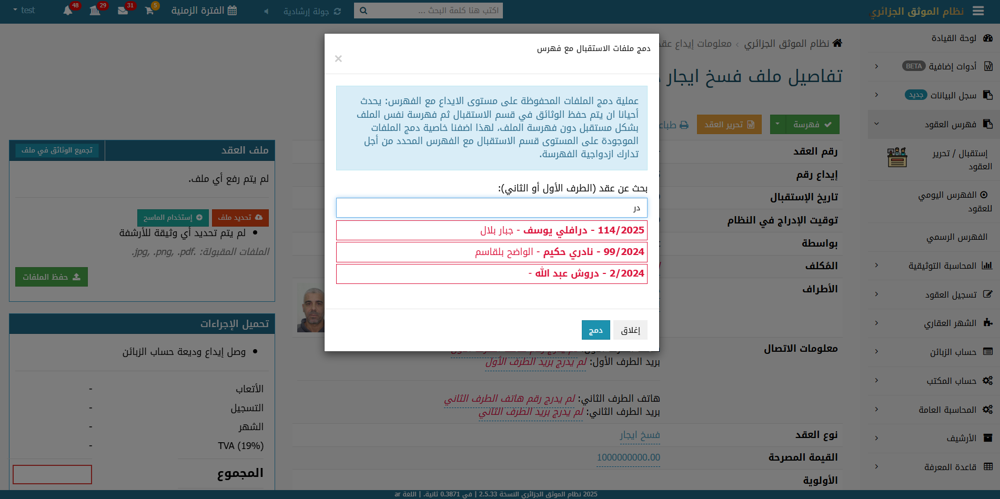 نظام الموثق الجزائري
اكتب هنا كلمة البحث ...
جولة إرشادية
الفترة الزمنية
5
31
29
48
test
لوحة القيادة
أدوات إضافية BETA
سجل البيانات جديد
فهرس العقود
إستقبال / تحرير
العقود
الفهرس اليومي
للعقود
الفهرس الرسمي
المحاسبة التوثيقية
تسجيل العقود
الشهر العقاري
حساب الزبائن
حساب المكتب
المحاسبة العامة
الأرشيف
قاعدة المعرفة
نظام الموثق الجزائري › معلومات إيداع عقد
تفاصيل ملف فسخ ايجار
فهرسة
تحرير العقد
رقم العقد
إيداع رقم
تاريخ الإستقبال
توقيت الإدراج في النظام
بواسطة
المُكلف
الأطراف
معلومات الاتصال
بريد الطرف الأول: لم يدرج بريد الطرف الأول
هاتف الطرف الثاني: لم يدرج رقم هاتف الطرف الثاني
بريد الطرف الثاني: لم يدرج بريد الطرف الثاني
نوع العقد
فسخ ايجار
القيمة المصرحة
1000000000.00
الأولوية
دمج ملفات الاستقبال مع فهرس
×
عملية دمج الملفات المحفوظة على مستوى الايداع مع الفهرس: يحدث
أحيانا ان يتم حفظ الوثائق في قسم الاستقبال ثم فهرسة نفس الملف
بشكل مستقبل دون فهرسة الملف، لهذا اضفنا خاصية دمج الملفات
الموجودة على المستوى قسم الاستقبال مع الفهرس المحدد من أجل
تدارك ازدواجية الفهرسة.
بحث عن عقد (الطرف الأول أو الثاني):
در
114/2025 - درافلي يوسف - جبار بلال
99/2024 - نادري حكيم - الواضح بلقاسم
2/2024 - دروش عبد الله -
إغلاق
دمج
ملف العقد
تجميع الوثائق في ملف
لم يتم رفع أي ملف.
تحديد ملف
إستخدام الماسح
لم يتم تحديد أي وثيقة للأرشفة
الملفات المقبولة: .jpg, .png, .pdf.
حفظ الملفات
تحميل الإجراءات
وصل إيداع وديعة حساب الزبائن
الأتعاب -
التسجيل -
الشهر -
TVA (19%) -
المجموع
2025 نظام الموثق الجزائري النسخة 2.5.33 | في 0.3871 ثانية. | اللغة ar